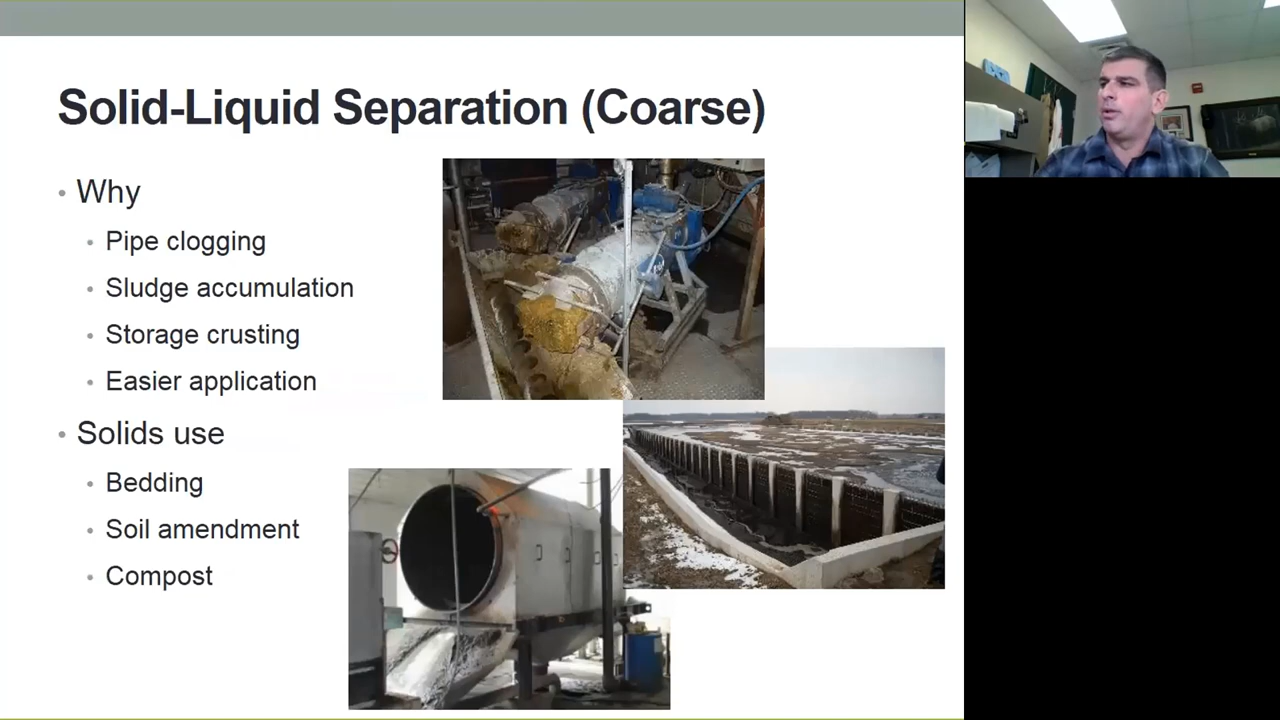 Solid-Liquid Separation (Coarse)
• Why
• Pipe clogging
• Sludge accumulation
• Storage crusting
• Easier application
• Solids use
• Bedding
• Soil amendment
• Compost